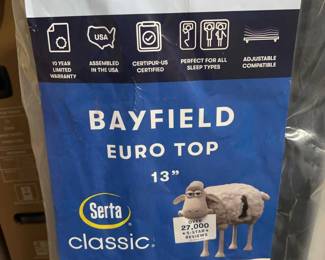 USA
10 YEAR
LIMITED
WARRANTY
ASSEMBLED
IN THE USA
CERTIPUR-US
CERTIFIED
PERFECT FOR ALL
SLEEP TYPES
ADJUSTABLE
COMPATIBLE
BAYFIELD
EURO TOP
13”
Serta
classic
OVER
27,000
REVIEWS